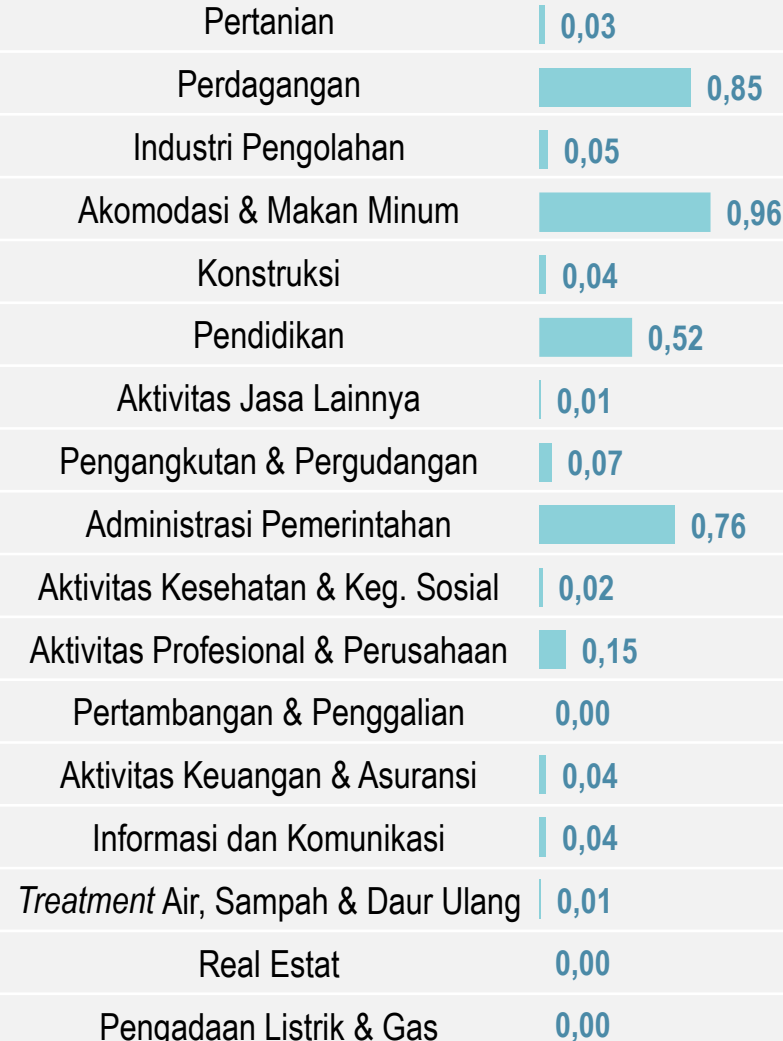 Pertanian 0,03
Perdagangan 0,85
Industri Pengolahan 0,05
Akomodasi & Makan Minum 0,96
Konstruksi 0,04
Pendidikan 0,52
Aktivitas Jasa Lainnya 0,01
Pengangkutan & Pergudangan 0,07
Administrasi Pemerintahan 0,76
Aktivitas Kesehatan & Keg. Sosial 0,02
Aktivitas Profesional & Perusahaan 0,15
Pertambangan & Penggalian 0,00
Aktivitas Keuangan & Asuransi 0,04
Informasi dan Komunikasi 0,04
Treatment Air, Sampah & Daur Ulang 0,01
Real Estat 0,00
Pengadaan Listrik & Gas 0,00